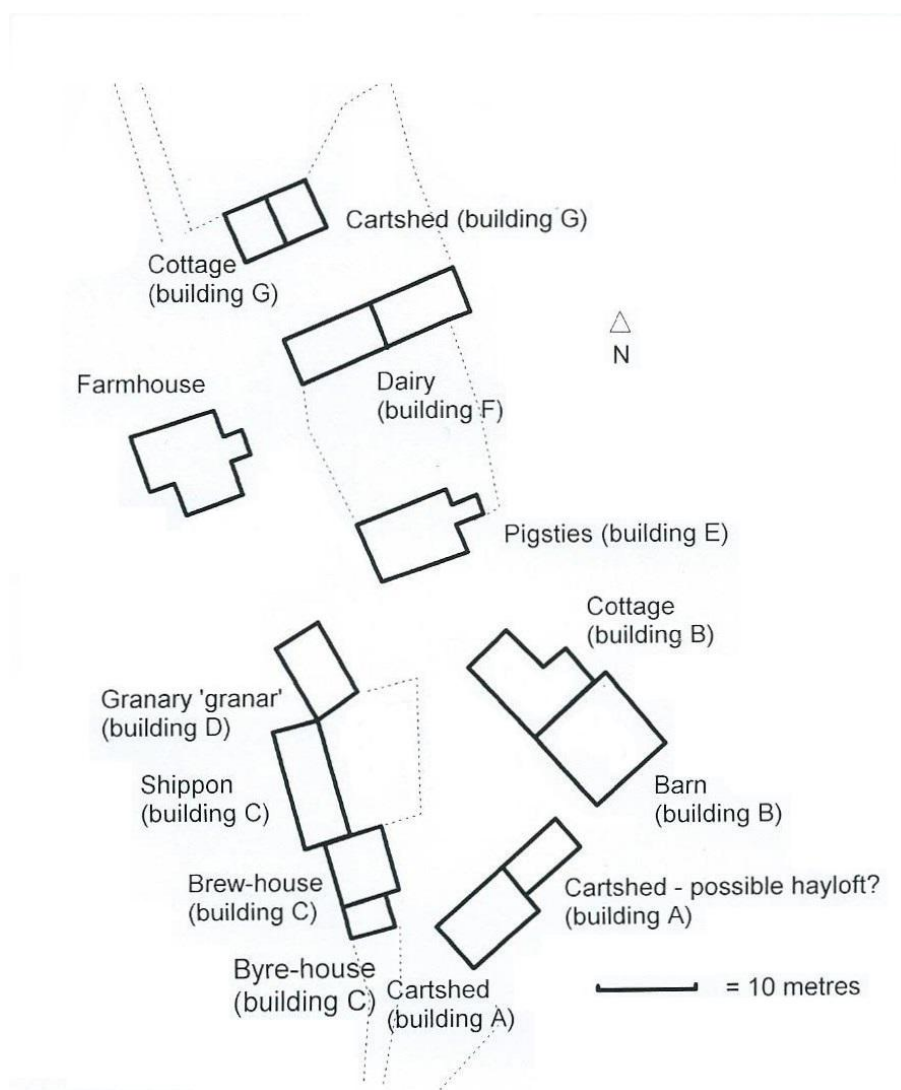 Cartshed (building G)
Cottage
(building G)
N
Farmhouse
Dairy
(building F)
Pigsties (building E)
Cottage
(building B)
Granary 'granar'
(building D)
Shippon
(building C)
Barn
(building B)
Brew-house
(building C)
Cartshed - possible hayloft?
(building A)
Byre-house
(building C)
Cartshed
(building A)
= 10 metres